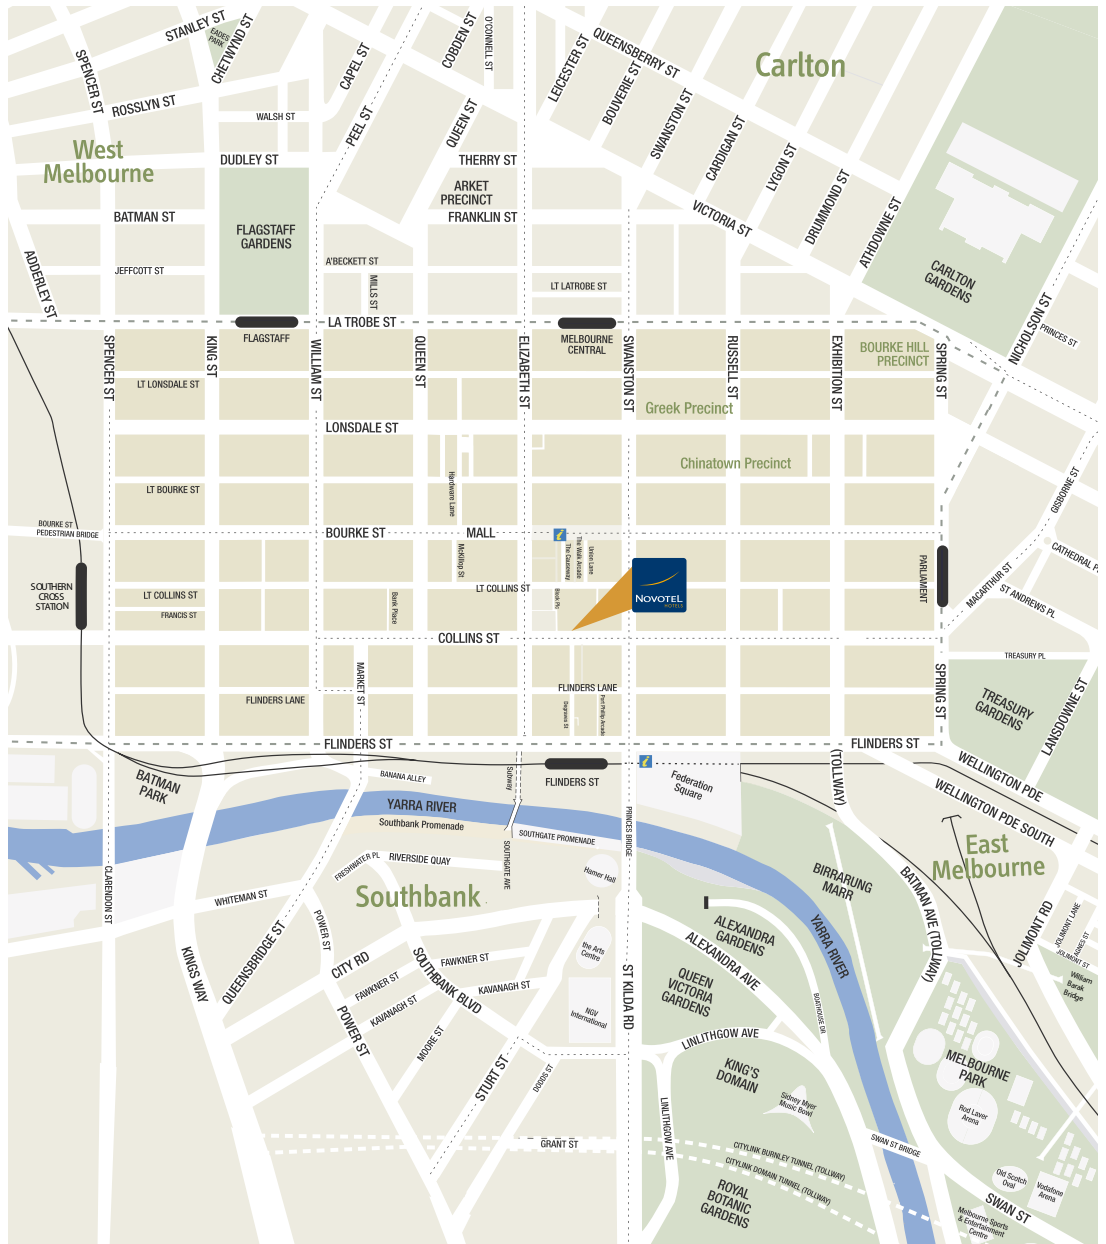 STANLEY ST
EADES
PARK
CHETWYND ST
SPENCER ST
ROSSLYN ST
WALSH ST
CAPEL ST
PEEL ST
COBDEN ST
O'CONNELL ST
QUEEN ST
LEICESTER ST
QUEENSBERRY ST
BOUVERIE ST
SWANSTON ST
CARDIGAN ST
LYGON ST
DRUMMOND ST
ATHDOWNE ST
Carlton
West
Melbourne
DUDLEY ST
THERRY ST
ARKET
PRECINCT
BATMAN ST
FRANKLIN ST
VICTORIA ST
FLAGSTAFF
GARDENS
ADDERLEY ST
JEFFCOTT ST
A'BECKETT ST
MILLS ST
LT LATROBE ST
CARLTON
GARDENS
NICHOLSON ST
PRINCES ST
LA TROBE ST
FLAGSTAFF
MELBOURNE
CENTRAL
SPENCER ST
KING ST
WILLIAM ST
QUEEN ST
ELIZABETH ST
SWANSTON ST
RUSSELL ST
EXHIBITION ST
BOURKE HILL
PRECINCT
SPRING ST
LT LONSDALE ST
Greek Precinct
LONSDALE ST
Chinatown Precinct
Hardware Lane
LT BOURKE ST
GISBORNE ST
BOURKE ST
PEDESTRIAN BRIDGE
BOURKE ST
MALL
McKillop St
The Causeway
The Walk Arcade
Union Lane
CATHEDRAL P
SOUTHERN
CROSS
STATION
LT COLLINS ST
FRANCIS ST
Bank Place
LT COLLINS ST
Block Plc
NOVOTEL
HOTELS
PARLIAMENT
MACARTHUR ST
ST ANDREWS PL
COLLINS ST
TREASURY PL
MARKET ST
FLINDERS LANE
FLINDERS LANE
Degraves St
Port Phillip Arcade
SPRING ST
TREASURY
GARDENS
LANSDOWNE ST
FLINDERS ST
FLINDERS ST
BATMAN
PARK
BANANA ALLEY
Subway
FLINDERS ST
Federation
Square
(TOLLWAY)
WELLINGTON PDE
WELLINGTON PDE SOUTH
YARRA RIVER
Southbank Promenade
SOUTHGATE PROMENADE
PRINCES BRIDGE
East
Melbourne
FRESHWATER PL
RIVERSIDE QUAY
SOUTHGATE AVE
Hamer Hall
BIRRARUNG
MARR
BATMAN AVE (TOLLWAY)
CLARENDON ST
WHITEMAN ST
Southbank
JOLIMONT RD
JOLIMONT LANE
AGNES ST
JOLIMONT ST
William
Barak
Bridge
POWER ST
ALEXANDRA
GARDENS
YARRA RIVER
ALEXANDRA AVE
KINGS WAY
QUEENSBRIDGE ST
CITY RD
SOUTHBANK BLVD
FAWKNER ST
the Arts
Centre
FAWKNER ST
KAVANAGH ST
KAVANAGH ST
POWER ST
ST KILDA RD
QUEEN
VICTORIA
GARDENS
BOATHOUSE DR
NGV
International
MOORE ST
LINLITHGOW AVE
STURT ST
DODDS ST
KING'S
DOMAIN
MELBOURNE
PARK
Sidney Myer
Music Bowl
Rod Laver
Arena
LINLITHGOW AVE
GRANT ST
CITYLINK BURNLEY TUNNEL (TOLLWAY)
CITYLINK DOMAIN TUNNEL (TOLLWAY)
SWAN ST BRIDGE
Old Scotch
Oval
Vodafone
Arena
SWAN ST
ROYAL
BOTANIC
GARDENS
Melbourne Sports
& Entertainment
Centre